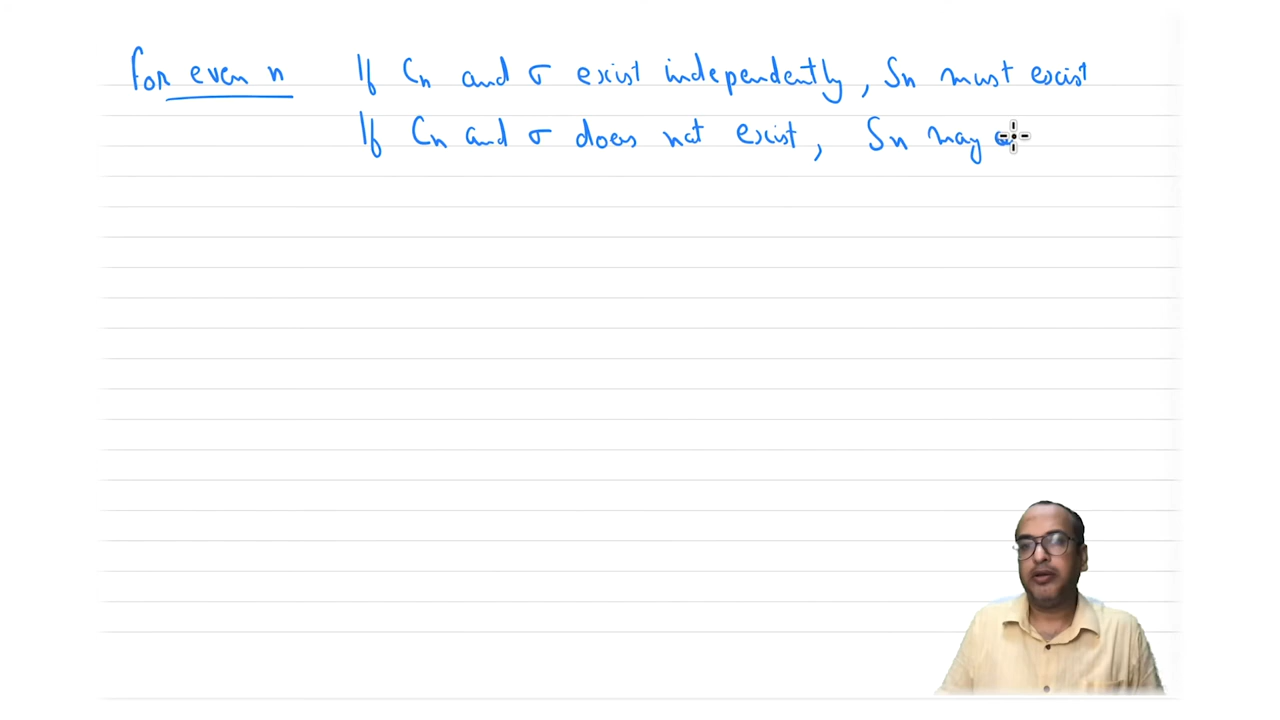 For even n If Cn and σ exist independently, Sn must exist
If Cn and σ does not exist, Sn may